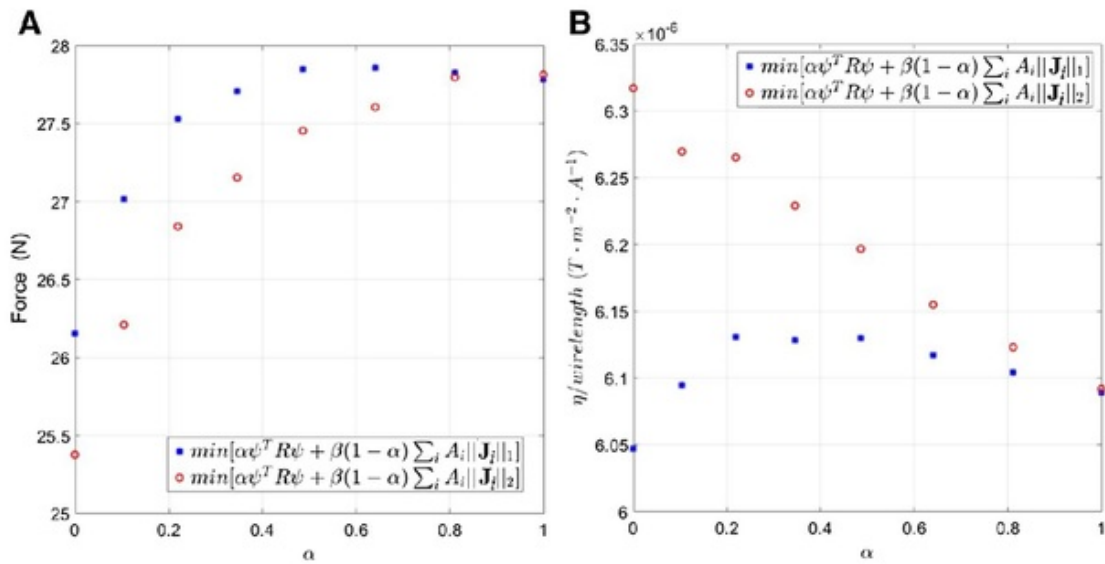 A
28
27.5
27
26.5
26
25.5
25
Force (N)
0
0.2
0.4
0.6
0.8
1
α
min[αψ^T Rψ + β(1 − α) ∑_i A_i||J_i||_1]
min[αψ^T Rψ + β(1 − α) ∑_i A_i||J_i||_2]
B
×10^-6
6.35
6.3
6.25
6.2
6.15
6.1
6.05
6
η/wirelength (T · m^−2 · A^−1)
min[αψ^T Rψ + β(1 − α) ∑_i A_i||J_i||_1]
min[αψ^T Rψ + β(1 − α) ∑_i A_i||J_i||_2]
0
0.2
0.4
0.6
0.8
1
α